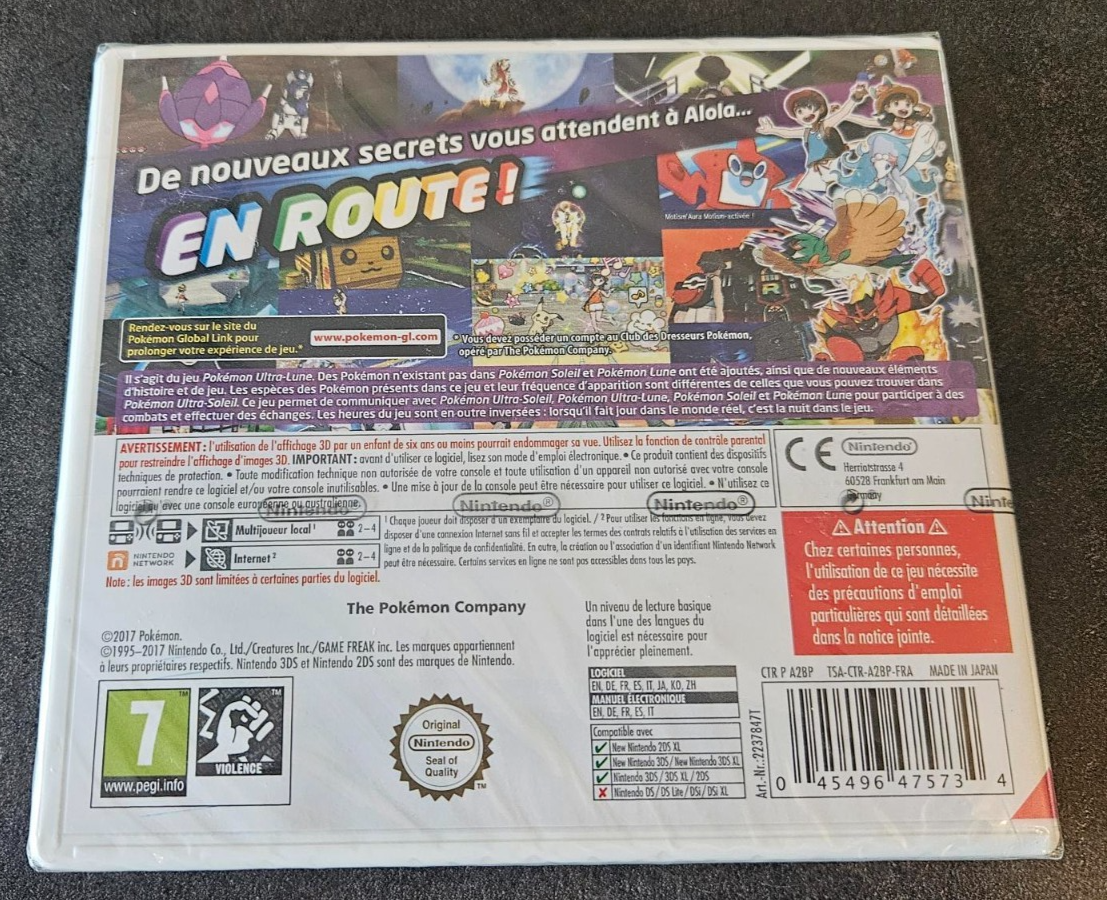 De nouveaux secrets vous attendent à Alola...
EN ROUTE !
Motism'Aura Motism-activée !
Rendez-vous sur le site du
Pokémon Global Link pour
prolonger votre expérience de jeu.*
www.pokemon-gl.com
* Vous devez posséder un compte au Club des Dresseurs Pokémon,
opéré par The Pokémon Company.
Il s'agit du jeu Pokémon Ultra-Lune. Des Pokémon n'existant pas dans Pokémon Soleil et Pokémon Lune ont été ajoutés, ainsi que de nouveaux éléments
d'histoire et de jeu. Les espèces des Pokémon présents dans ce jeu et leur fréquence d'apparition sont différentes de celles que vous pouvez trouver dans
Pokémon Ultra-Soleil. Ce jeu permet de communiquer avec Pokémon Ultra-Soleil, Pokémon Ultra-Lune, Pokémon Soleil et Pokémon Lune pour participer à des
combats et effectuer des échanges. Les heures du jeu sont en outre inversées : lorsqu'il fait jour dans le monde réel, c'est la nuit dans le jeu.
AVERTISSEMENT : l'utilisation de l'affichage 3D par un enfant de six ans ou moins pourrait endommager sa vue. Utilisez la fonction de contrôle parental
pour restreindre l'affichage d'images 3D. IMPORTANT : avant d'utiliser ce logiciel, lisez son mode d'emploi électronique. • Ce produit contient des dispositifs
techniques de protection. • Toute modification technique non autorisée de votre console et toute utilisation d'un appareil non autorisé avec votre console
pourraient rendre ce logiciel et/ou votre console inutilisables. • Une mise à jour de la console peut être nécessaire pour utiliser ce logiciel. • N'utilisez ce
logiciel qu'avec une console européenne ou australienne.
CE
Nintendo
Herriotstrasse 4
60528 Frankfurt am Main
Germany
Nintendo
Nintendo®
Nintendo®
Ninte
Multijoueur local¹
2–4
NINTENDO
NETWORK
Internet²
2–4
¹ Chaque joueur doit disposer d'un exemplaire du logiciel. / ² Pour utiliser les fonctions en ligne, vous devez
disposer d'une connexion Internet sans fil et accepter les termes des contrats relatifs à l'utilisation des services en
ligne et de la politique de confidentialité. En outre, la création ou l'association d'un identifiant Nintendo Network
peut être nécessaire. Certains services en ligne ne sont pas accessibles dans tous les pays.
Note : les images 3D sont limitées à certaines parties du logiciel.
Attention
Chez certaines personnes,
l'utilisation de ce jeu nécessite
des précautions d'emploi
particulières qui sont détaillées
dans la notice jointe.
The Pokémon Company
©2017 Pokémon.
©1995–2017 Nintendo Co., Ltd./Creatures Inc./GAME FREAK inc. Les marques appartiennent
à leurs propriétaires respectifs. Nintendo 3DS et Nintendo 2DS sont des marques de Nintendo.
Un niveau de lecture basique
dans l'une des langues du
logiciel est nécessaire pour
l'apprécier pleinement.
LOGICIEL
EN, DE, FR, ES, IT, JA, KO, ZH
MANUEL ÉLECTRONIQUE
EN, DE, FR, ES, IT
Compatible avec
New Nintendo 2DS XL
New Nintendo 3DS / New Nintendo 3DS XL
Nintendo 3DS / 3DS XL / 2DS
Nintendo DS / DS Lite / DSi / DSi XL
CTR P A2BP
TSA-CTR-A2BP-FRA
MADE IN JAPAN
Art.-Nr.: 2237847T
0 45496 47573 4
7
™
www.pegi.info
™
VIOLENCE
Original
Nintendo
Seal of
Quality
™